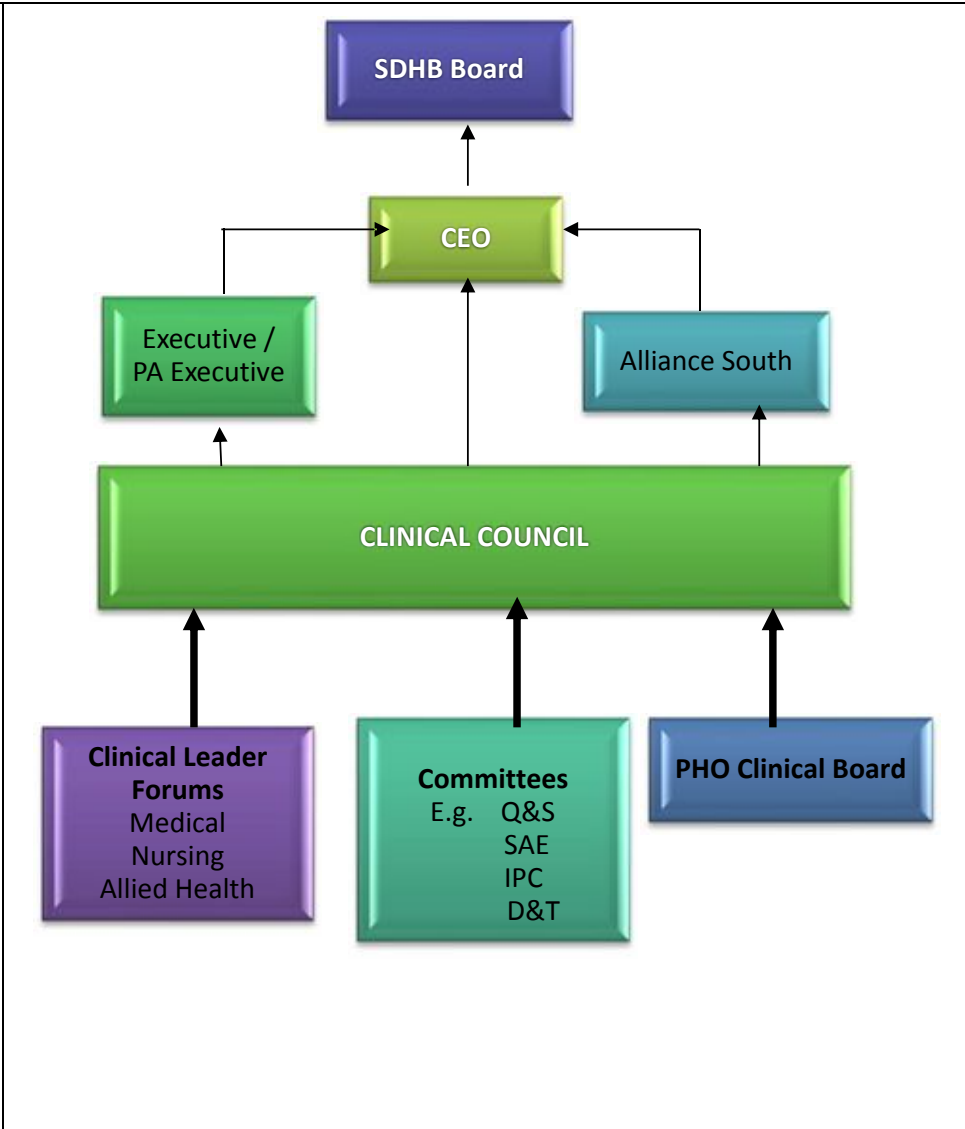 SDHB Board
CEO
Executive /
PA Executive
Alliance South
CLINICAL COUNCIL
Clinical Leader
Forums
Medical
Nursing
Allied Health
Committees
E.g. Q&S
SAE
IPC
D&T
PHO Clinical Board